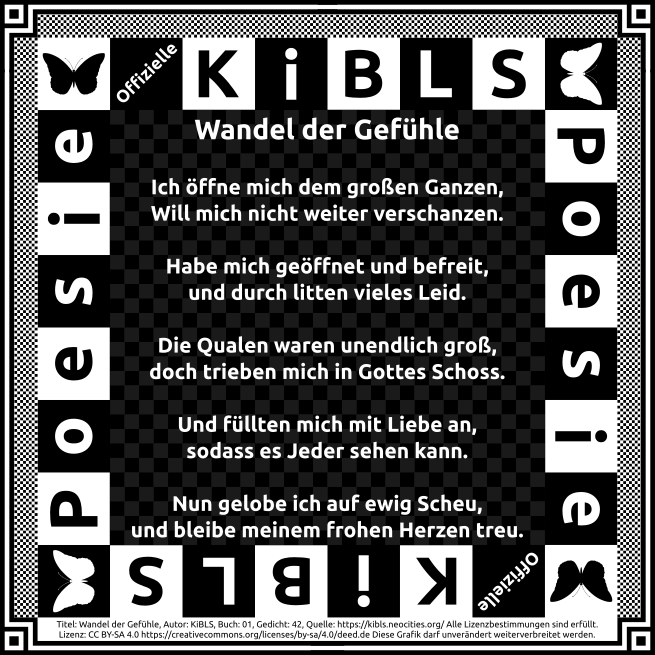 Offizielle KiBLS
Poesie
Poesie
Wandel der Gefühle
Ich öffne mich dem großen Ganzen,
Will mich nicht weiter verschanzen.
Habe mich geöffnet und befreit,
und durch litten vieles Leid.
Die Qualen waren unendlich groß,
doch trieben mich in Gottes Schoss.
Und füllten mich mit Liebe an,
sodass es Jeder sehen kann.
Nun gelobe ich auf ewig Scheu,
und bleibe meinem frohen Herzen treu.
Offizielle KiBLS
Titel: Wandel der Gefühle, Autor: KiBLS, Buch: 01, Gedicht: 42, Quelle: https://kibls.neocities.org/ Alle Lizenzbestimmungen sind erfüllt.
Lizenz: CC BY-SA 4.0 https://creativecommons.org/licenses/by-sa/4.0/deed.de Diese Grafik darf unverändert weiterverbreitet werden.